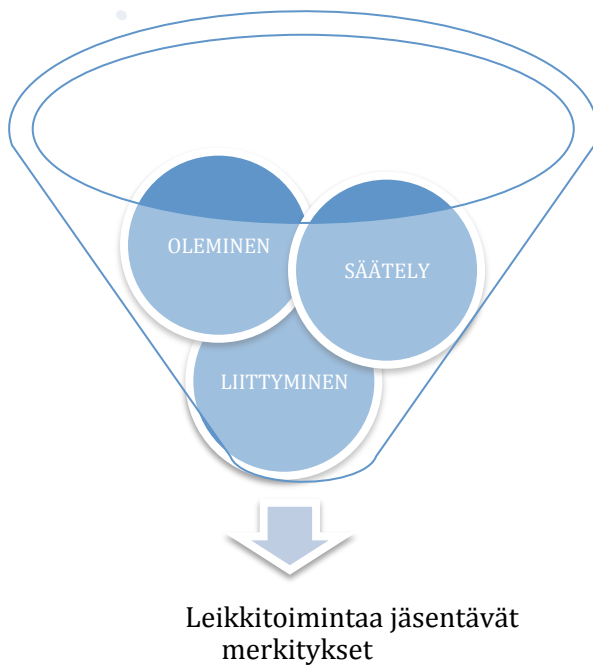 OLEMINEN
SÄÄTELY
LIITTYMINEN
Leikkitoimintaa jäsentävät
merkitykset